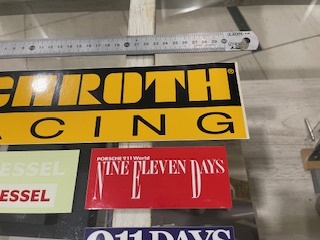 CHROTH®
ACING
PORSCHE 911 World
NINE ELEVEN DAYS
ESSEL
ESSEL
911 DAYS